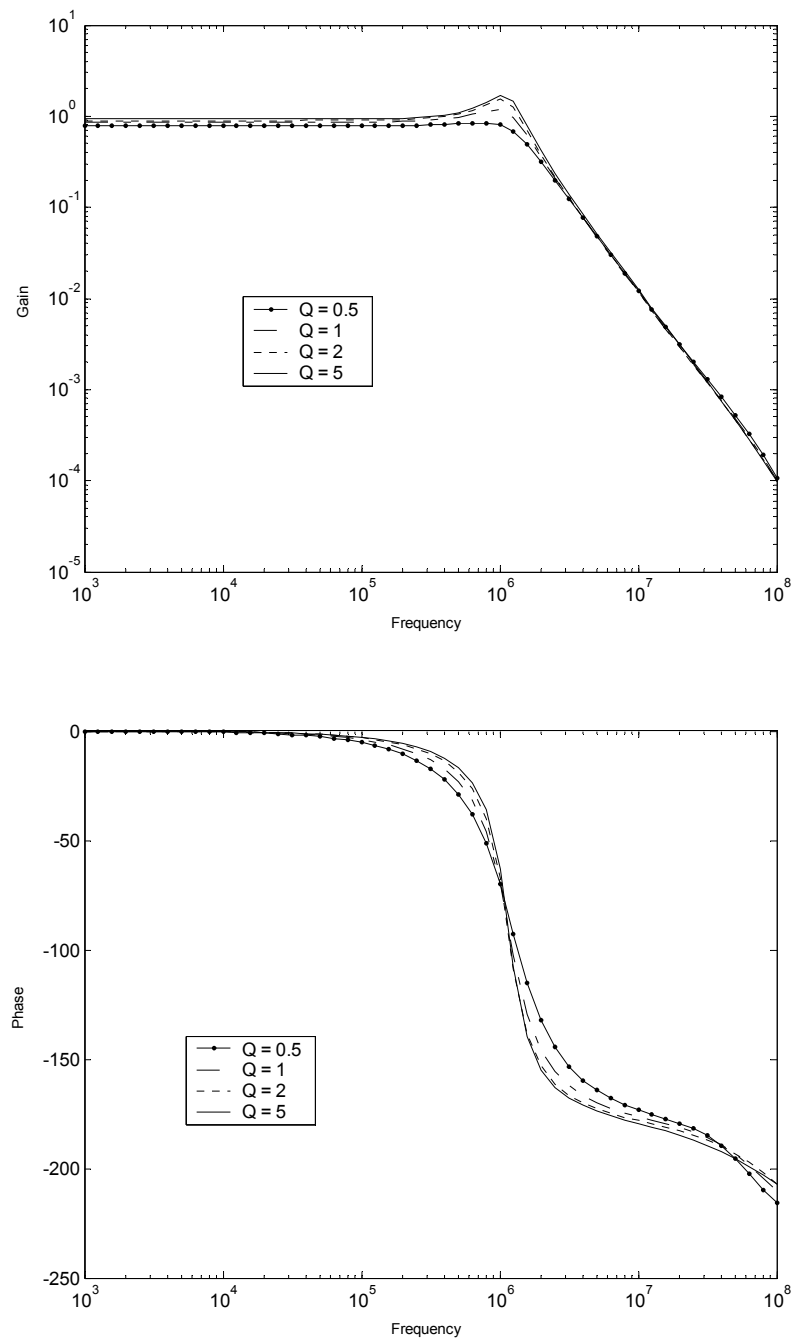 10^1
10^0
10^-1
10^-2
10^-3
10^-4
10^-5
Gain
Q = 0.5
Q = 1
Q = 2
Q = 5
10^3 10^4 10^5 10^6 10^7 10^8
Frequency
0
-50
-100
-150
-200
-250
Phase
Q = 0.5
Q = 1
Q = 2
Q = 5
10^3 10^4 10^5 10^6 10^7 10^8
Frequency